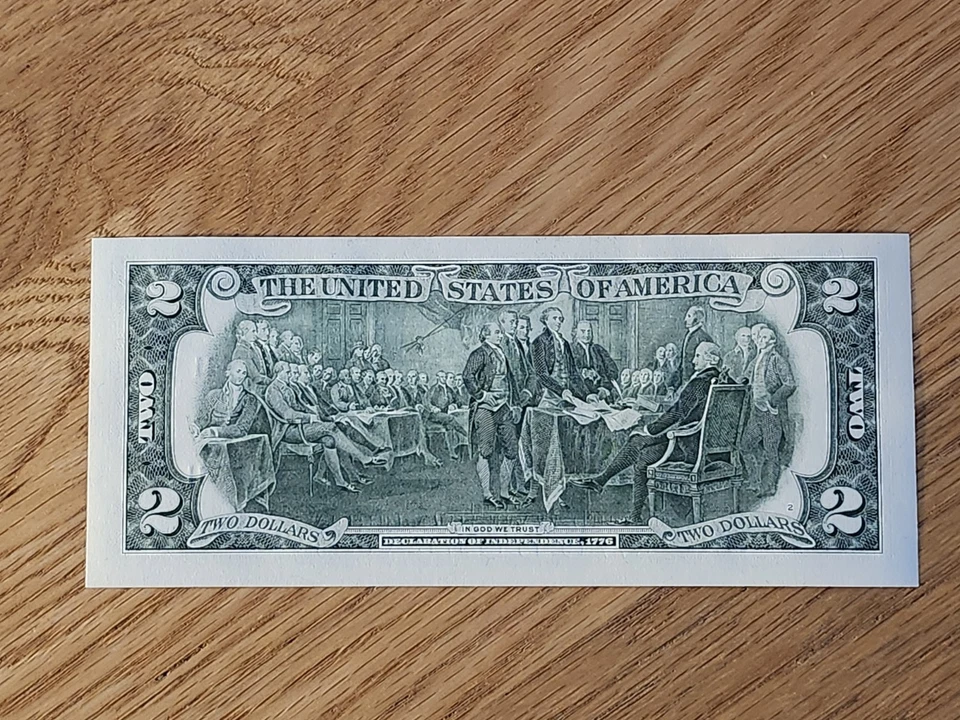 THE UNITED STATES OF AMERICA
2
2
TWO
TWO
2
2
2
TWO DOLLARS
IN GOD WE TRUST
TWO DOLLARS
DECLARATION OF INDEPENDENCE, 1776